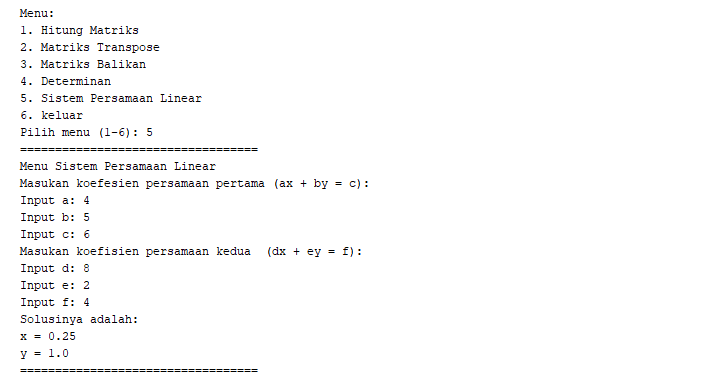 Menu:
1. Hitung Matriks
2. Matriks Transpose
3. Matriks Balikan
4. Determinan
5. Sistem Persamaan Linear
6. keluar
Pilih menu (1-6): 5
==================================
Menu Sistem Persamaan Linear
Masukan koefesien persamaan pertama (ax + by = c):
Input a: 4
Input b: 5
Input c: 6
Masukan koefisien persamaan kedua  (dx + ey = f):
Input d: 8
Input e: 2
Input f: 4
Solusinya adalah:
x = 0.25
y = 1.0
==================================